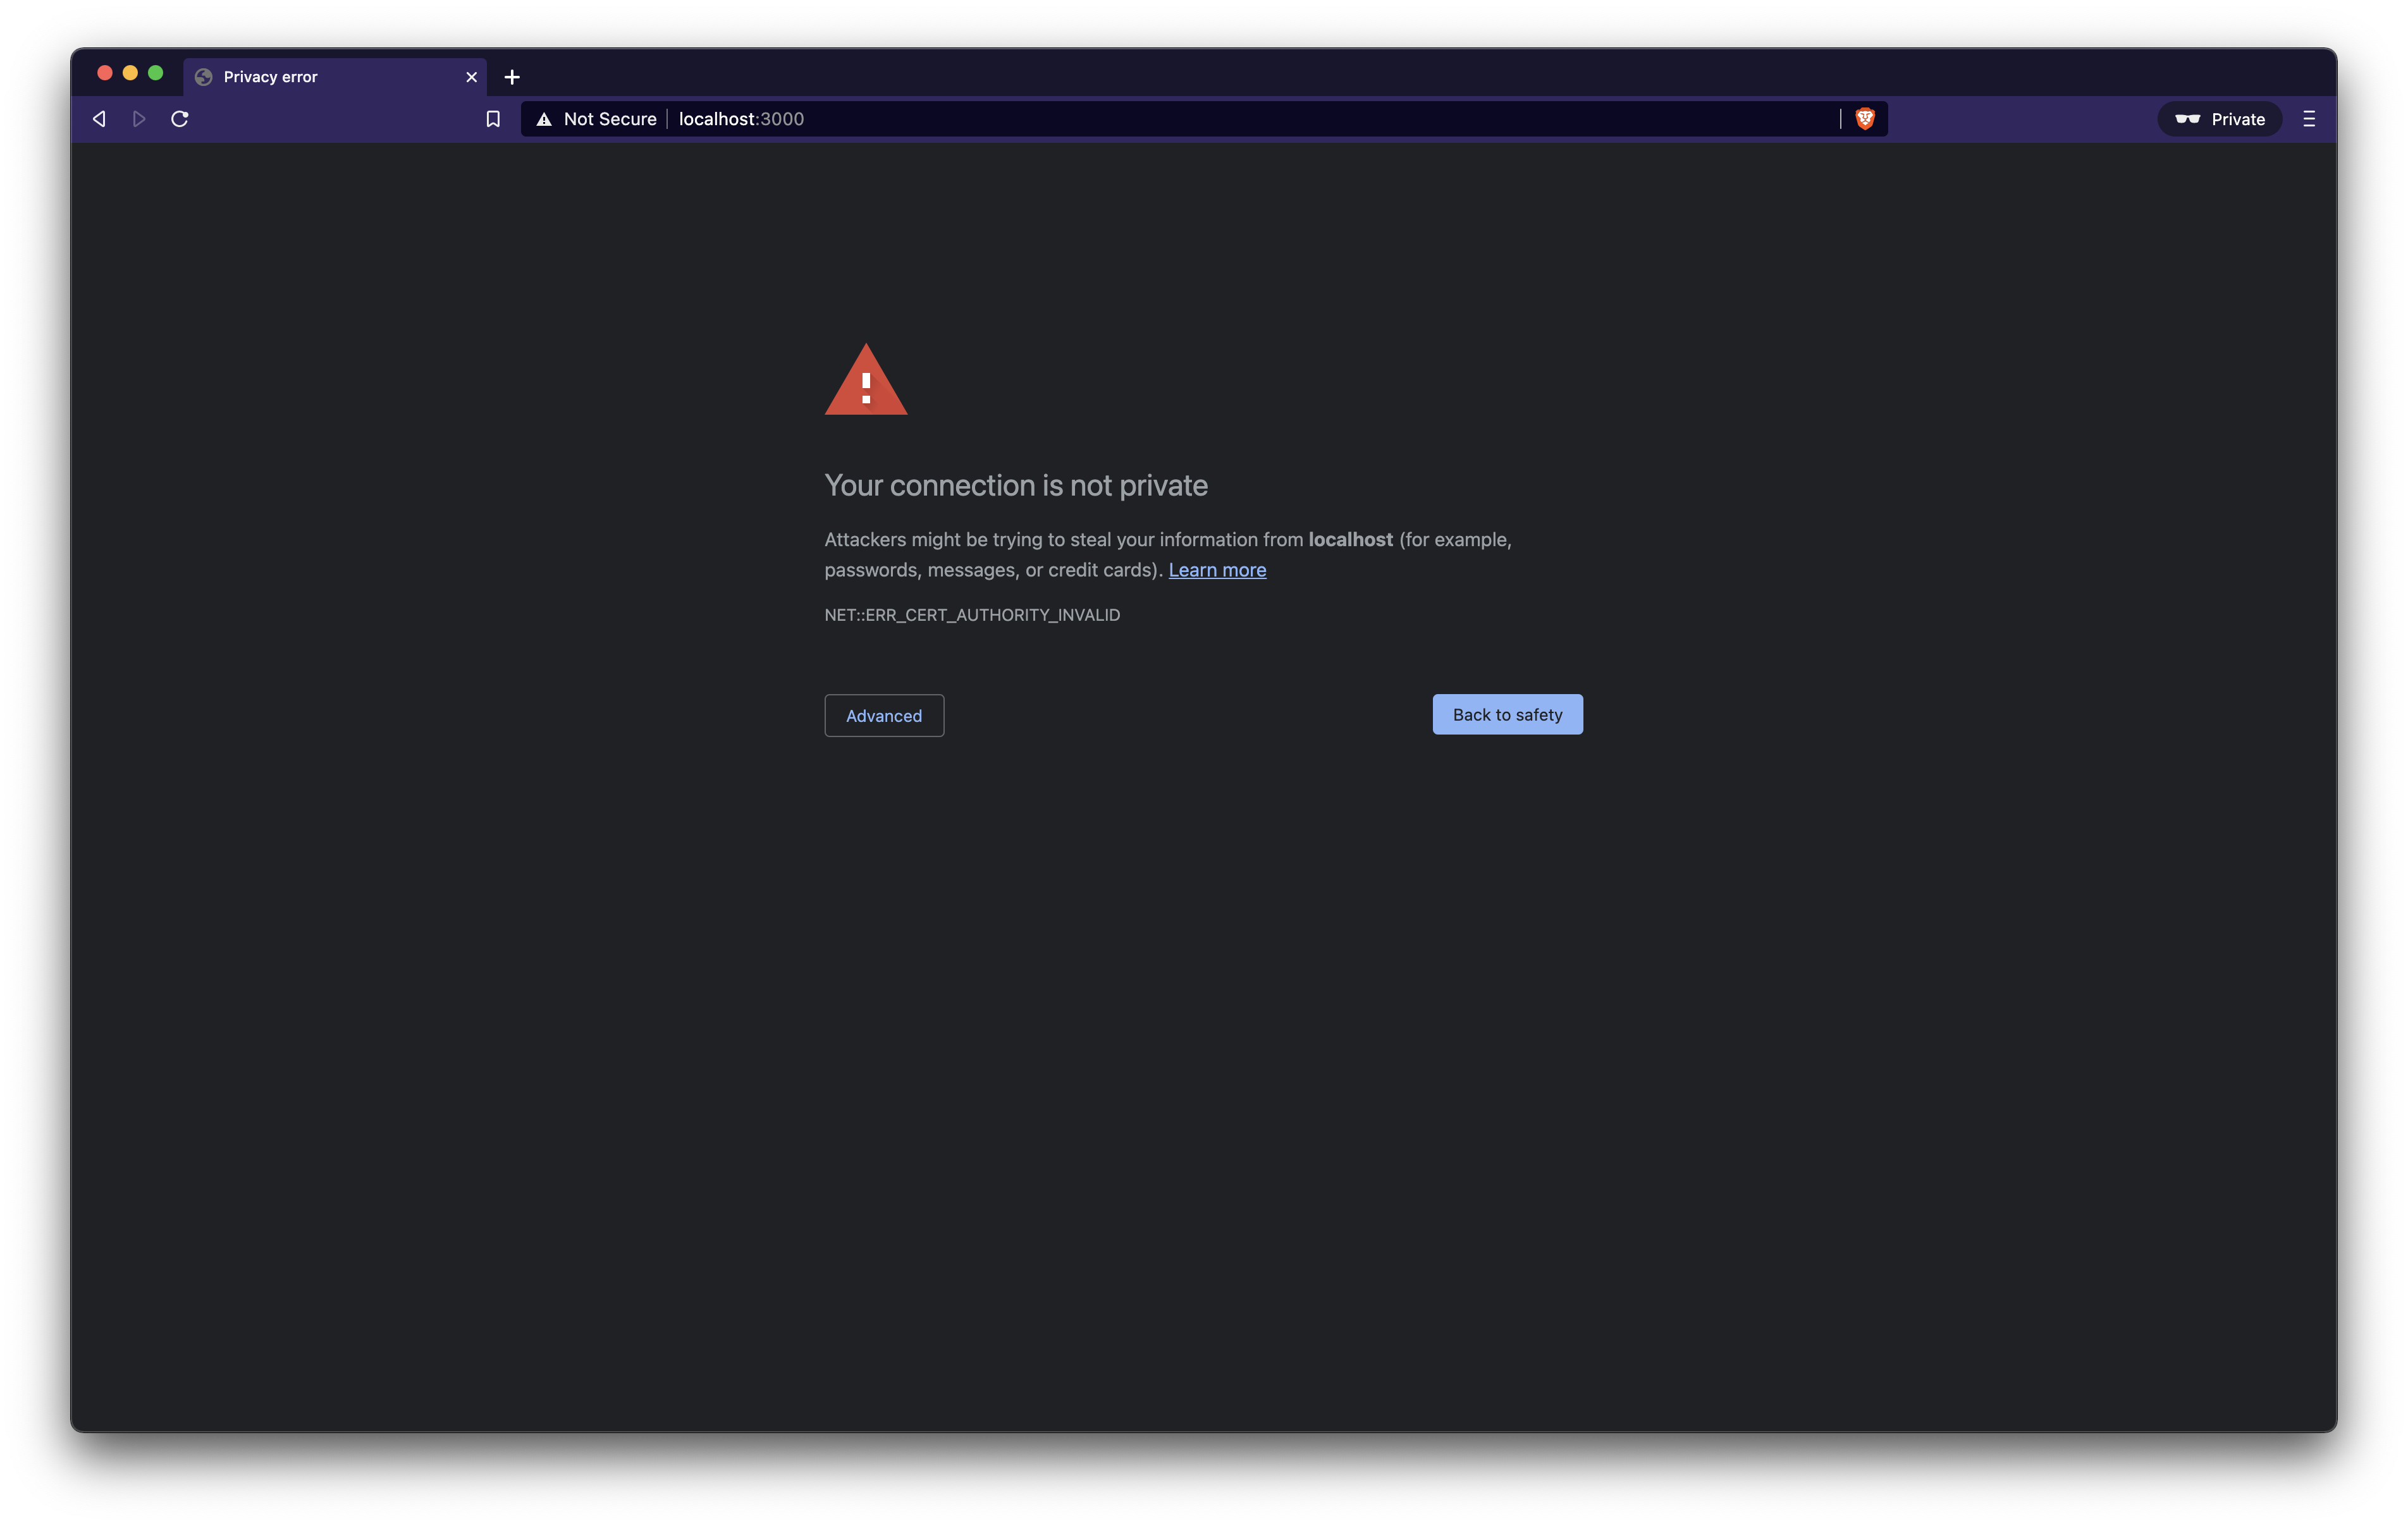 Privacy error
Not Secure localhost:3000
Private
Your connection is not private
Attackers might be trying to steal your information from localhost (for example,
passwords, messages, or credit cards). Learn more
NET::ERR_CERT_AUTHORITY_INVALID
Advanced
Back to safety